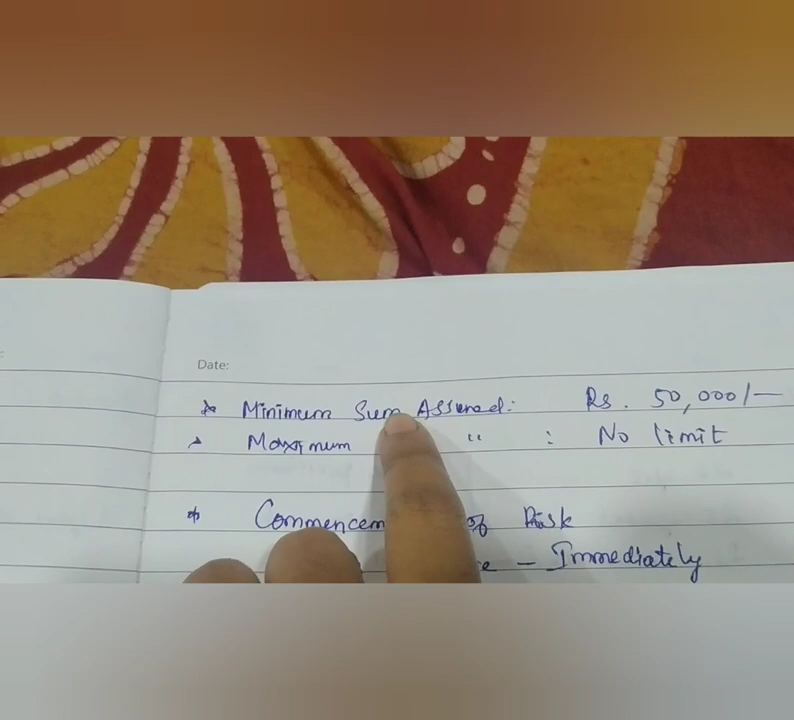 Date:
* Minimum Sum Assured: Rs. 50,000/-
* Maximum " : No limit
* Commencem of Risk
e - Immediately